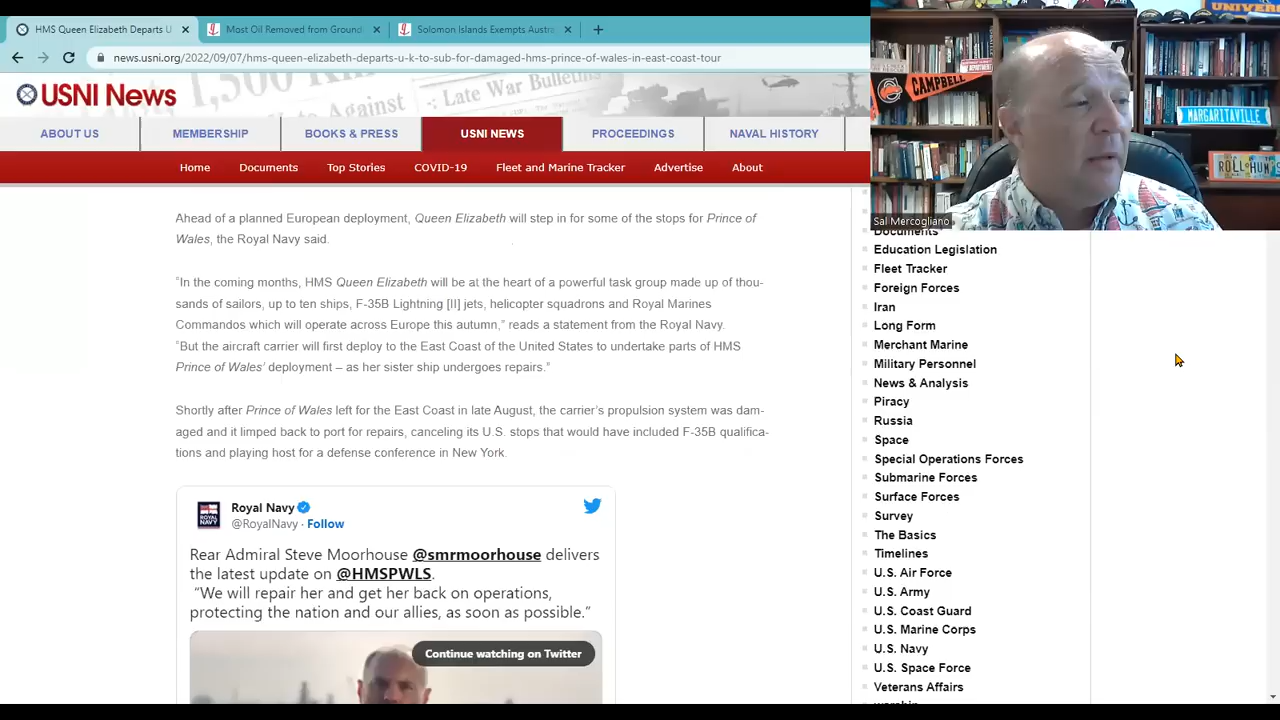 HMS Queen Elizabeth Departs U
Most Oil Removed from Ground
Solomon Islands Exempts Austra
news.usni.org/2022/09/07/hms-queen-elizabeth-departs-u-k-to-sub-for-damaged-hms-prince-of-wales-in-east-coast-tour
USNI News
Against
Late War Bulletins
ABOUT US
MEMBERSHIP
BOOKS & PRESS
USNI NEWS
PROCEEDINGS
NAVAL HISTORY
Home
Documents
Top Stories
COVID-19
Fleet and Marine Tracker
Advertise
About
CAMPBELL
MARGARITAVILLE
ROLL HUM
Sal Mercogliano
Ahead of a planned European deployment, Queen Elizabeth will step in for some of the stops for Prince of
Wales, the Royal Navy said.
“In the coming months, HMS Queen Elizabeth will be at the heart of a powerful task group made up of thou-
sands of sailors, up to ten ships, F-35B Lightning [II] jets, helicopter squadrons and Royal Marines
Commandos which will operate across Europe this autumn,” reads a statement from the Royal Navy.
“But the aircraft carrier will first deploy to the East Coast of the United States to undertake parts of HMS
Prince of Wales’ deployment – as her sister ship undergoes repairs.”
Shortly after Prince of Wales left for the East Coast in late August, the carrier’s propulsion system was dam-
aged and it limped back to port for repairs, canceling its U.S. stops that would have included F-35B qualifica-
tions and playing host for a defense conference in New York.
Royal Navy
@RoyalNavy · Follow
Rear Admiral Steve Moorhouse @smrmoorhouse delivers
the latest update on @HMSPWLS.
“We will repair her and get her back on operations,
protecting the nation and our allies, as soon as possible.”
Continue watching on Twitter
Documents
Education Legislation
Fleet Tracker
Foreign Forces
Iran
Long Form
Merchant Marine
Military Personnel
News & Analysis
Piracy
Russia
Space
Special Operations Forces
Submarine Forces
Surface Forces
Survey
The Basics
Timelines
U.S. Air Force
U.S. Army
U.S. Coast Guard
U.S. Marine Corps
U.S. Navy
U.S. Space Force
Veterans Affairs